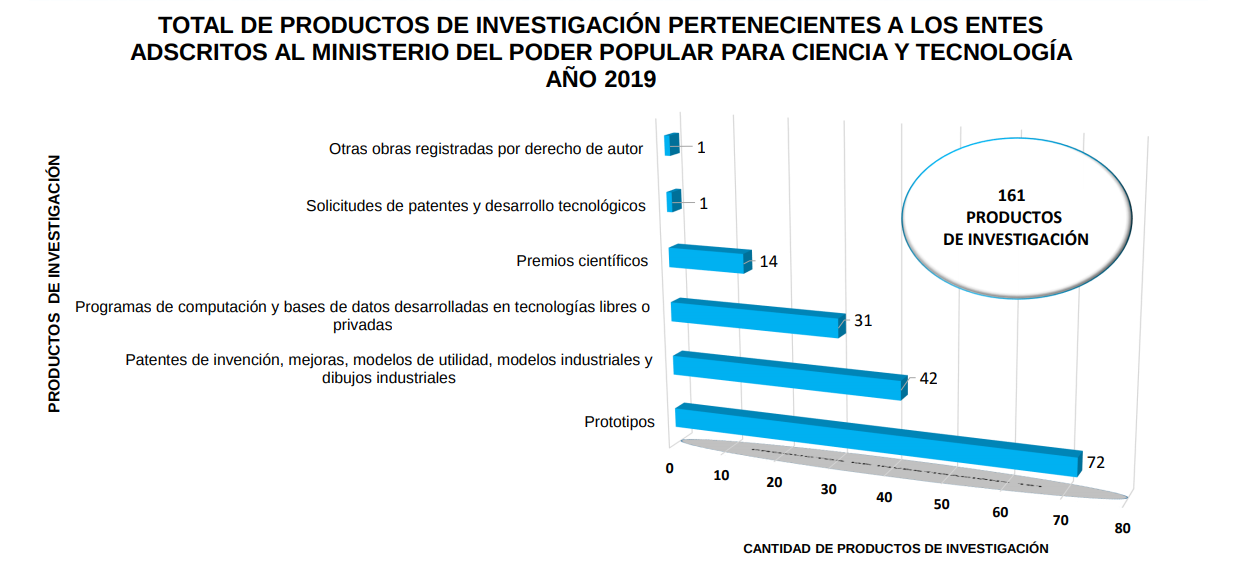 TOTAL DE PRODUCTOS DE INVESTIGACIÓN PERTENECIENTES A LOS ENTES
ADSCRITOS AL MINISTERIO DEL PODER POPULAR PARA CIENCIA Y TECNOLOGÍA
AÑO 2019
PRODUCTOS DE INVESTIGACIÓN
Otras obras registradas por derecho de autor
1
Solicitudes de patentes y desarrollo tecnológicos
1
Premios científicos
14
Programas de computación y bases de datos desarrolladas en tecnologías libres o
privadas
31
Patentes de invención, mejoras, modelos de utilidad, modelos industriales y
dibujos industriales
42
Prototipos
72
161
PRODUCTOS
DE INVESTIGACIÓN
0 10 20 30 40 50 60 70 80
CANTIDAD DE PRODUCTOS DE INVESTIGACIÓN